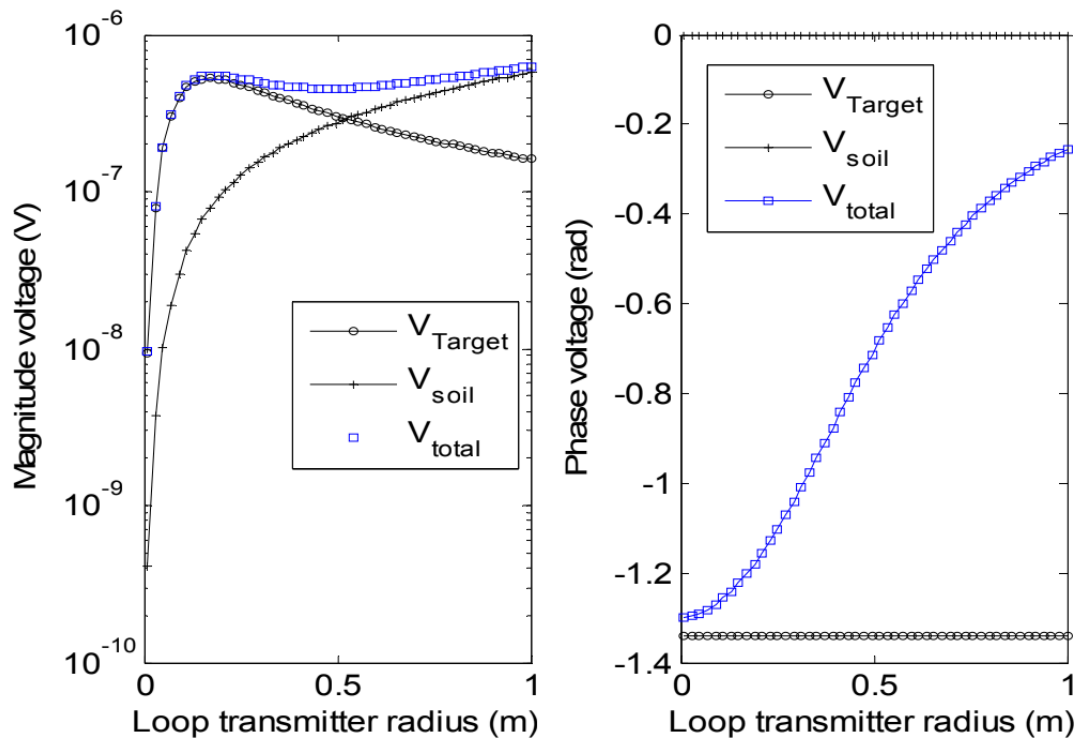 10^-6
10^-7
10^-8
10^-9
10^-10
Magnitude voltage (V)
V_Target
V_soil
V_total
0 0.5 1
Loop transmitter radius (m)
0
-0.2
-0.4
-0.6
-0.8
-1
-1.2
-1.4
Phase voltage (rad)
V_Target
V_soil
V_total
0 0.5 1
Loop transmitter radius (m)